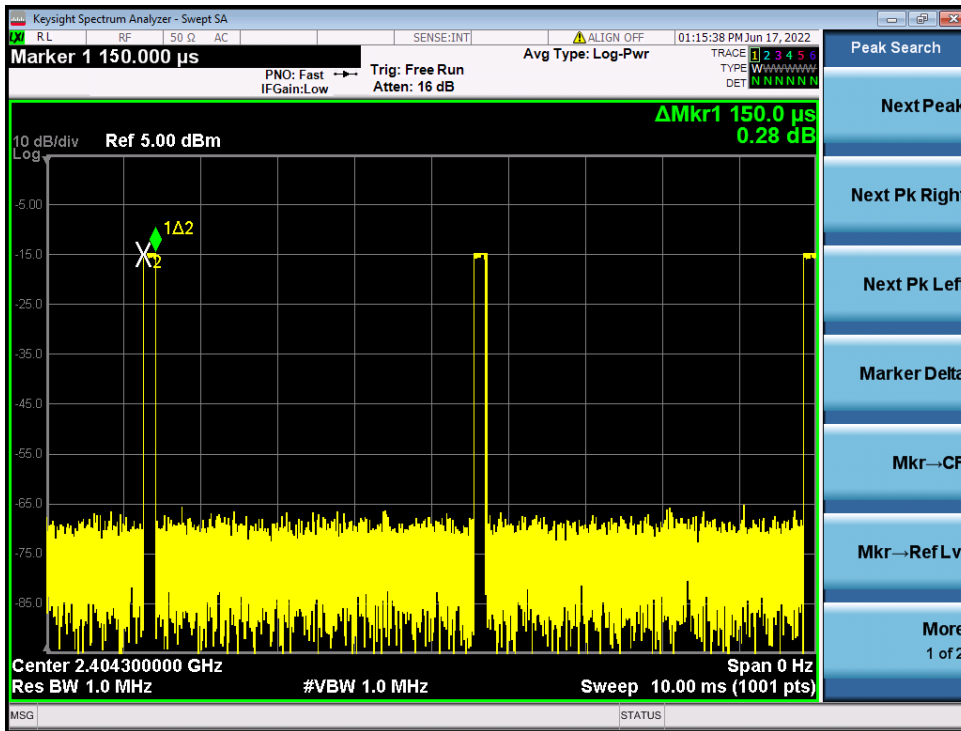 Keysight Spectrum Analyzer - Swept SA
LXI RL RF 50 Ω AC SENSE:INT ALIGN OFF 01:15:38 PM Jun 17, 2022
Marker 1 150.000 µs
PNO: Fast
IFGain:Low
Trig: Free Run
Atten: 16 dB
Avg Type: Log-Pwr
TRACE 1 2 3 4 5 6
TYPE WWWWWW
DET N N N N N N
Peak Search
ΔMkr1 150.0 µs
0.28 dB
10 dB/div Ref 5.00 dBm
Log
-5.00
-15.0
-25.0
-35.0
-45.0
-55.0
-65.0
-75.0
-85.0
1Δ2
X2
Center 2.404300000 GHz Span 0 Hz
Res BW 1.0 MHz #VBW 1.0 MHz Sweep 10.00 ms (1001 pts)
Next Peak
Next Pk Right
Next Pk Left
Marker Delta
Mkr→CF
Mkr→Ref Lv
More
1 of 2
MSG STATUS